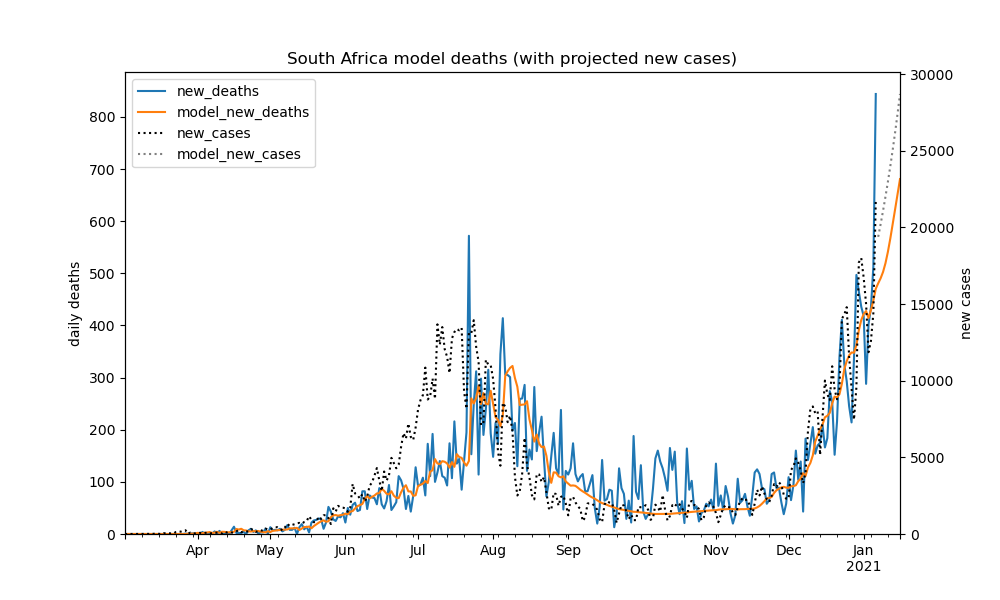 South Africa model deaths (with projected new cases)
new_deaths
model_new_deaths
new_cases
model_new_cases
daily deaths
800
700
600
500
400
300
200
100
0
30000
25000
20000
15000
10000
5000
0
new cases
Apr May Jun Jul Aug Sep Oct Nov Dec Jan
2021